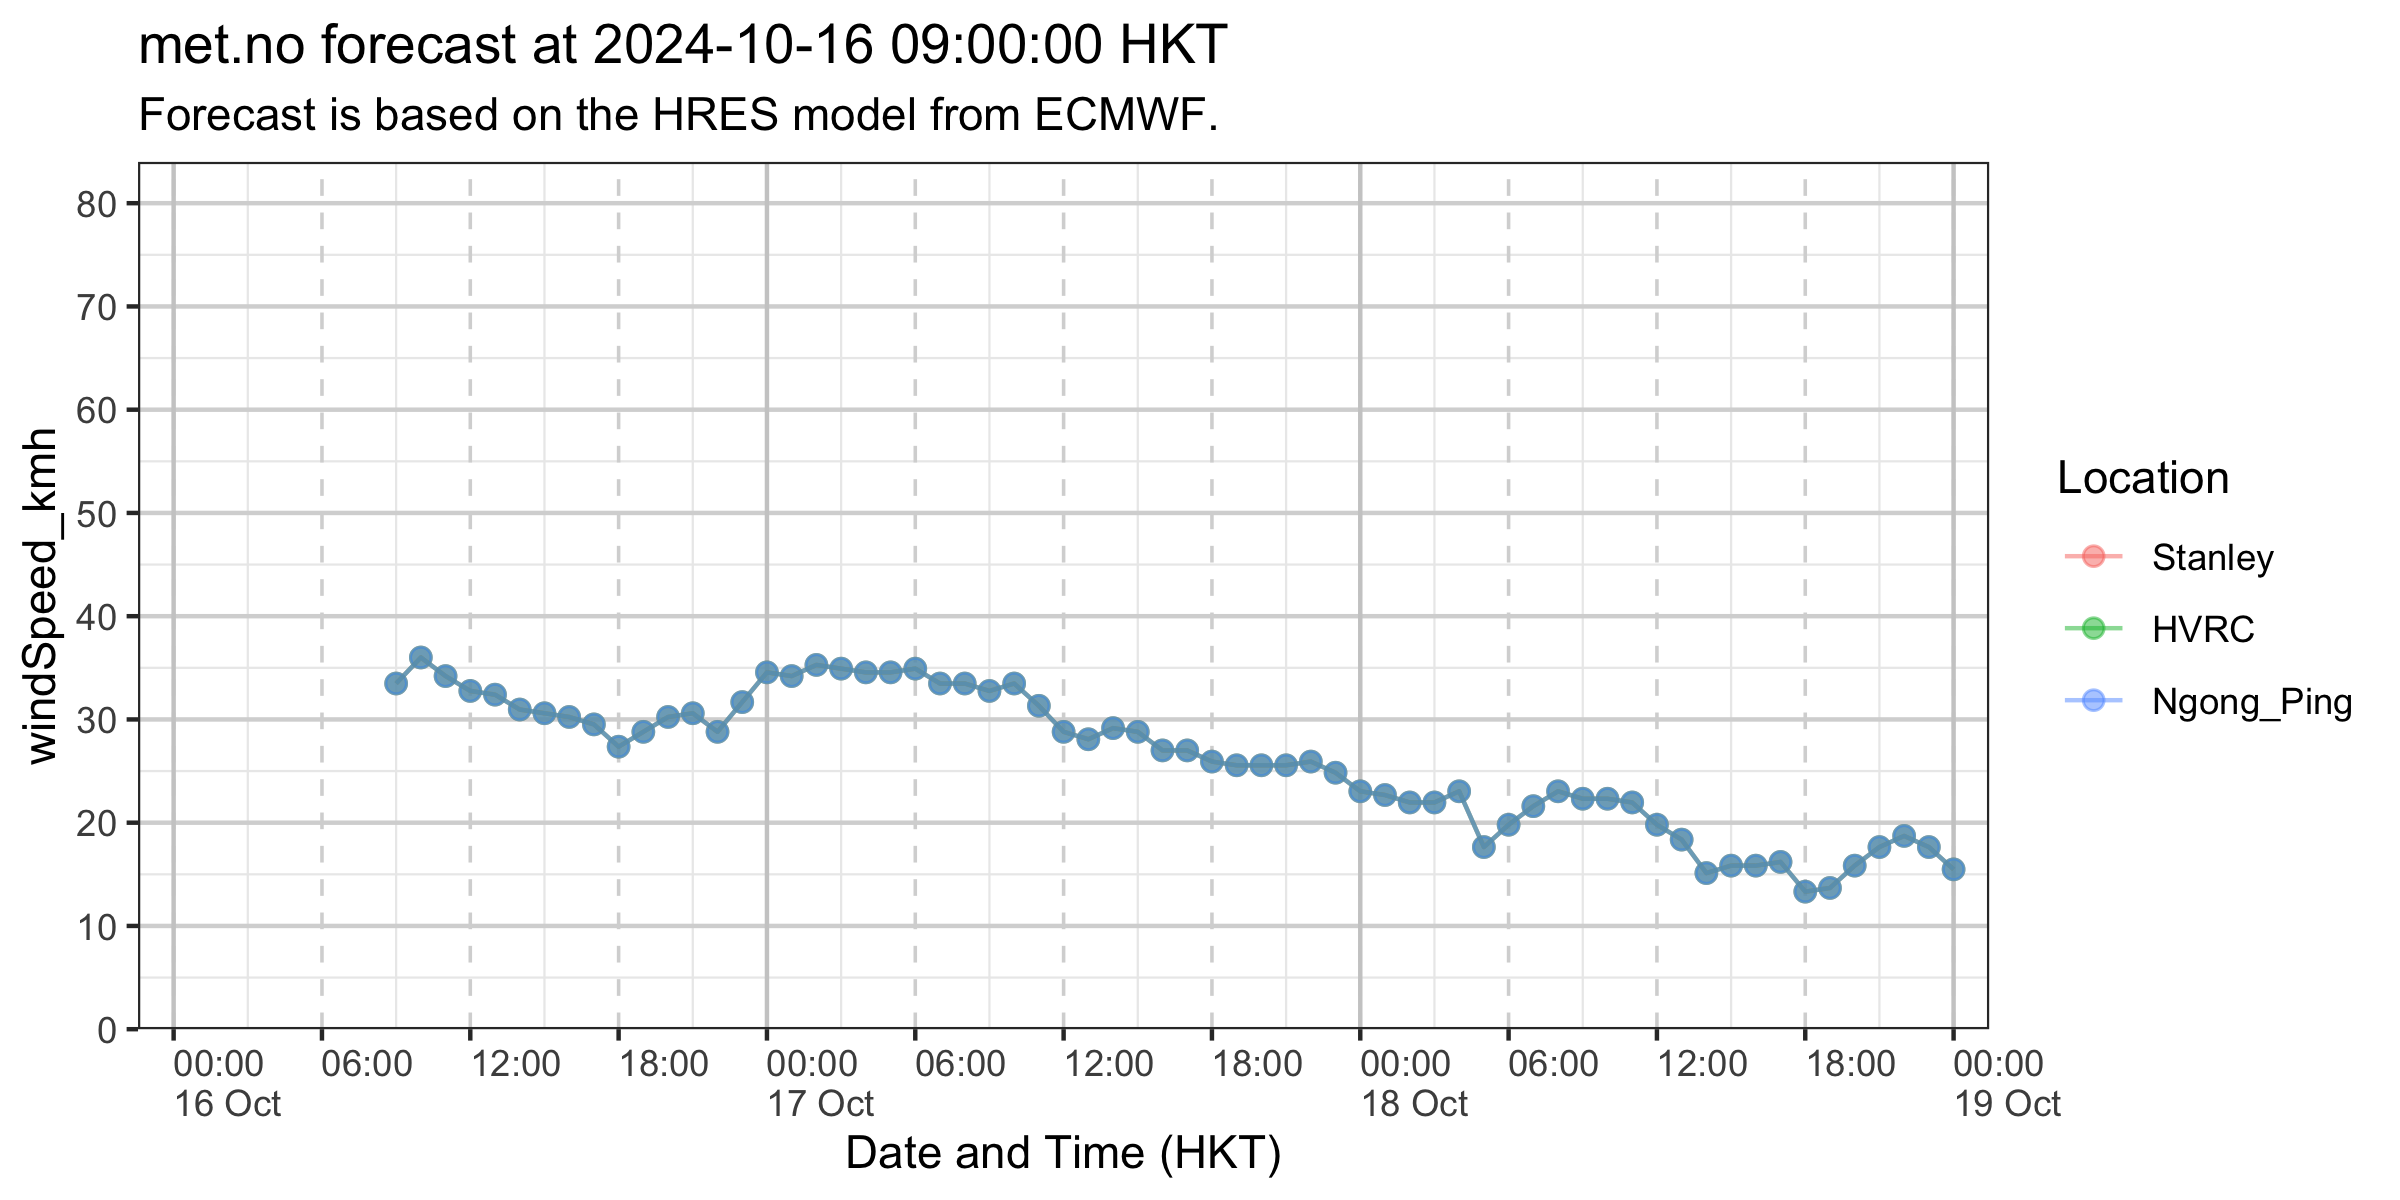 met.no forecast at 2024-10-16 09:00:00 HKT
Forecast is based on the HRES model from ECMWF.
windSpeed_kmh
80
70
60
50
40
30
20
10
0
00:00 06:00 12:00 18:00 00:00 06:00 12:00 18:00 00:00 06:00 12:00 18:00 00:00
16 Oct 17 Oct 18 Oct 19 Oct
Date and Time (HKT)
Location
Stanley
HVRC
Ngong_Ping